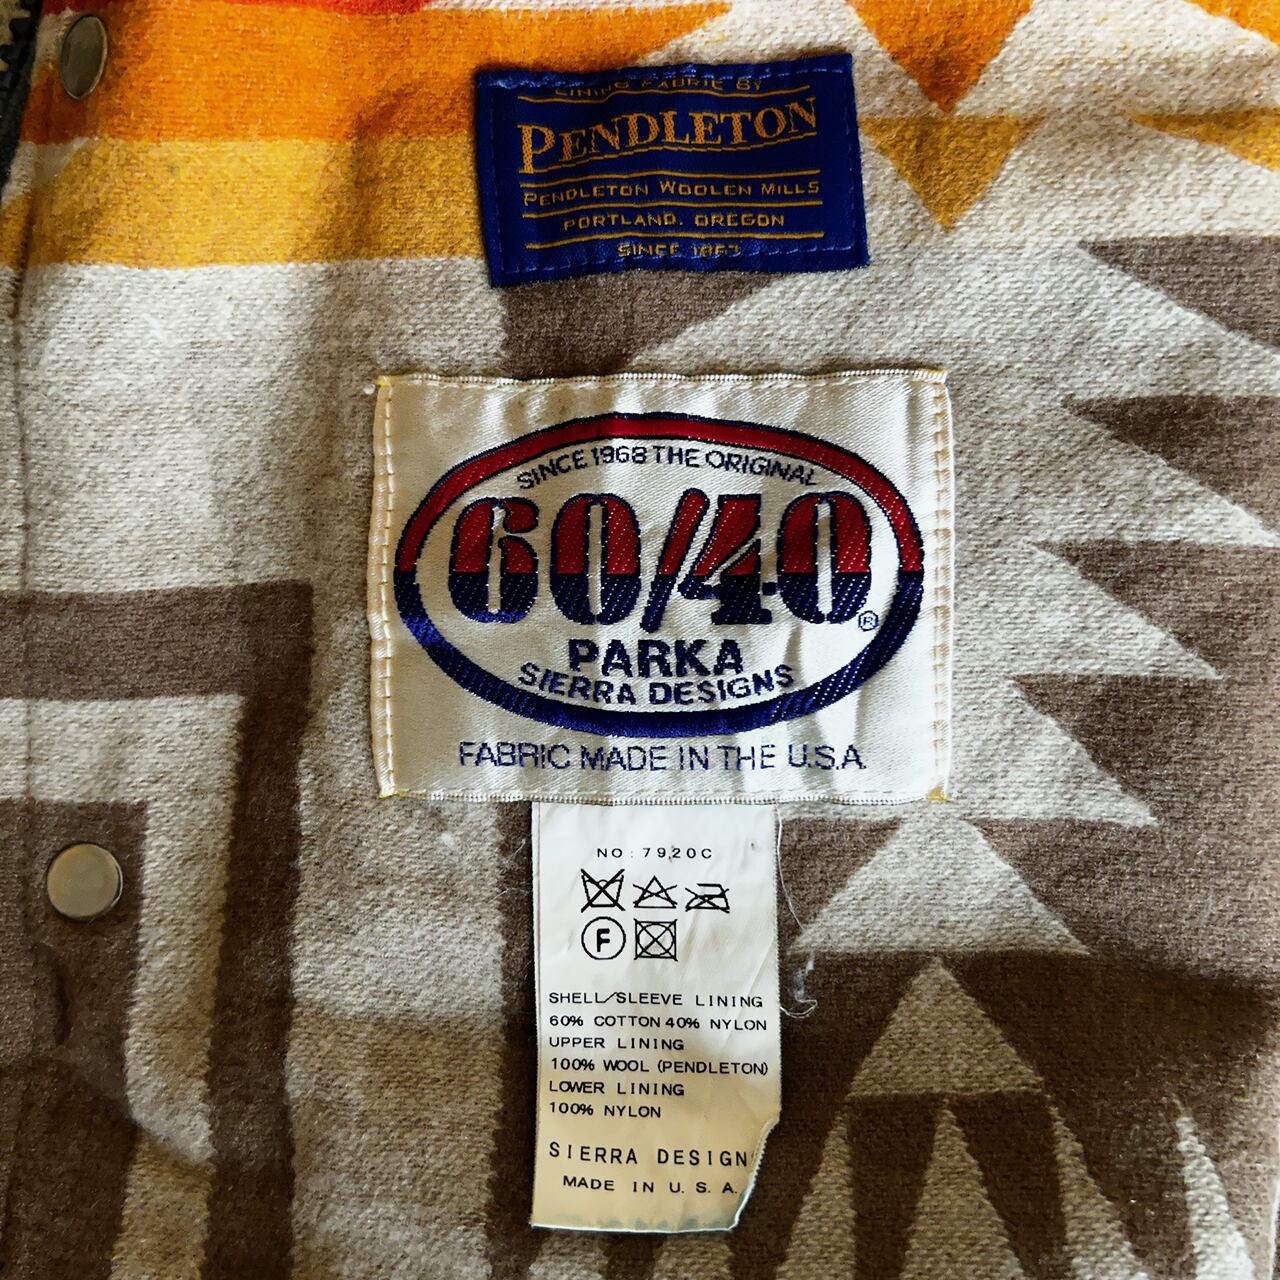 LINING FABRIC BY
PENDLETON
PENDLETON WOOLEN MILLS
PORTLAND, OREGON
SINCE 1863
SINCE 1968 THE ORIGINAL
60/40
®
PARKA
SIERRA DESIGNS
FABRIC MADE IN THE U.S.A
NO: 7920C
F
SHELL/SLEEVE LINING
60% COTTON 40% NYLON
UPPER LINING
100% WOOL (PENDLETON)
LOWER LINING
100% NYLON
SIERRA DESIGN
MADE IN U.S.A.